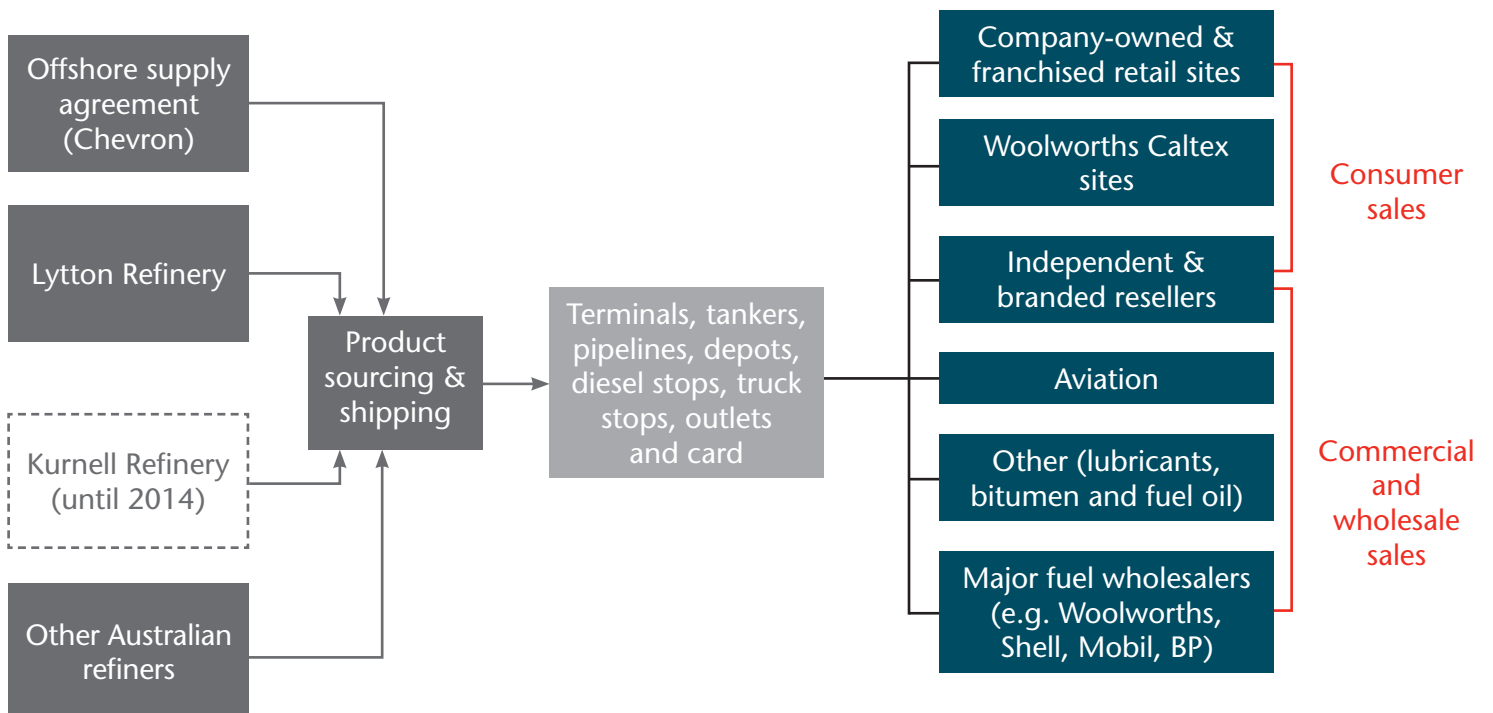 Offshore supply
agreement
(Chevron)
Lytton Refinery
Kurnell Refinery
(until 2014)
Other Australian
refiners
Product
sourcing &
shipping
Terminals, tankers,
pipelines, depots,
diesel stops, truck
stops, outlets
and card
Company-owned &
franchised retail sites
Woolworths Caltex
sites
Independent &
branded resellers
Aviation
Other (lubricants,
bitumen and fuel oil)
Major fuel wholesalers
(e.g. Woolworths,
Shell, Mobil, BP)
Consumer
sales
Commercial
and
wholesale
sales